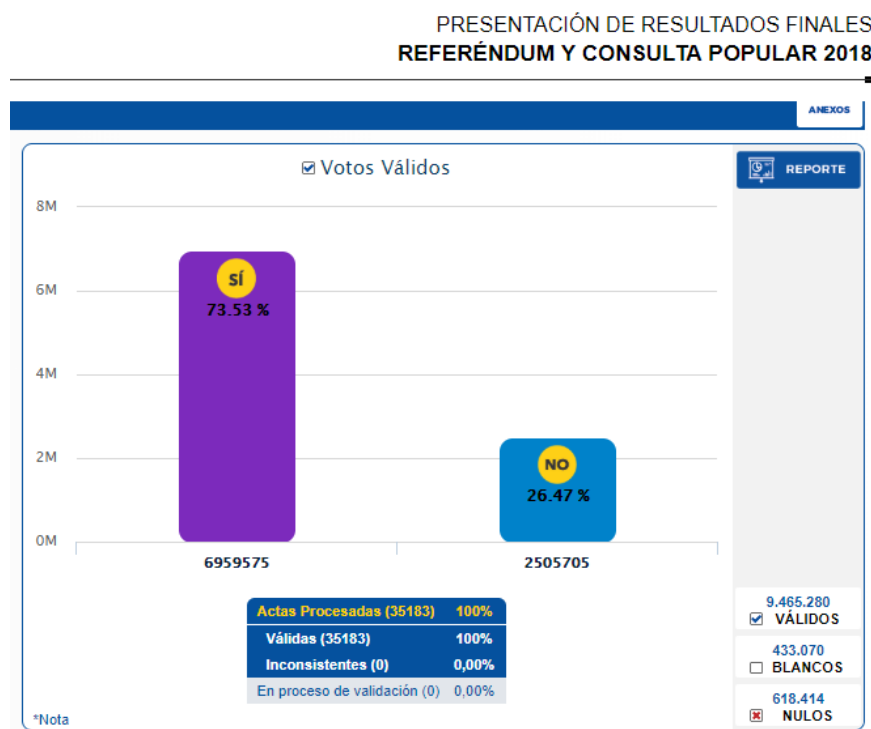 PRESENTACIÓN DE RESULTADOS FINALES
REFERÉNDUM Y CONSULTA POPULAR 2018
ANEXOS
Votos Válidos
REPORTE
8M
6M
4M
2M
0M
SÍ
73.53 %
NO
26.47 %
6959575
2505705
Actas Procesadas (35183) 100%
Válidas (35183) 100%
Inconsistentes (0) 0,00%
En proceso de validación (0) 0,00%
9.465.280
VÁLIDOS
433.070
BLANCOS
618.414
NULOS
*Nota